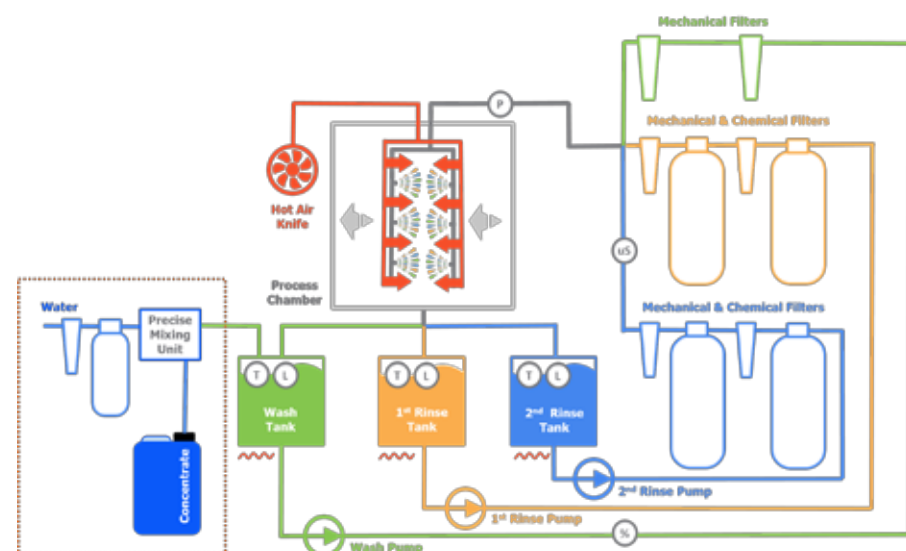 Mechanical Filters
P
Mechanical & Chemical Filters
Hot Air
Knife
uS
Process
Chamber
Water
Mechanical & Chemical Filters
Precise
Mixing
Unit
T
L
T
L
T
L
Wash
Tank
1st Rinse
Tank
2nd Rinse
Tank
Concentrate
2nd Rinse Pump
1st Rinse Pump
%
Wash Pump